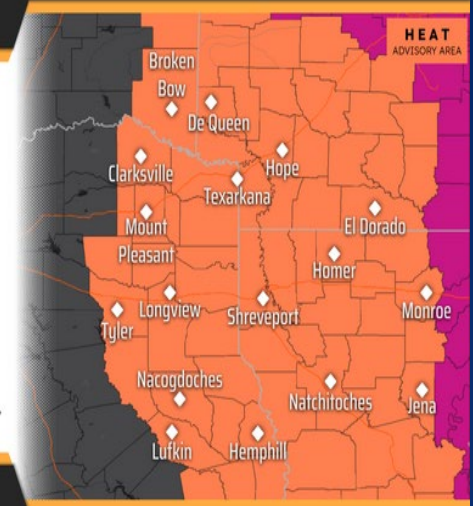 HEAT
ADVISORY AREA
Broken
Bow
De Queen
Clarksville
Hope
Texarkana
Mount
Pleasant
El Dorado
Homer
Tyler
Longview
Shreveport
Monroe
Nacogdoches
Natchitoches
Jena
Lufkin
Hemphill